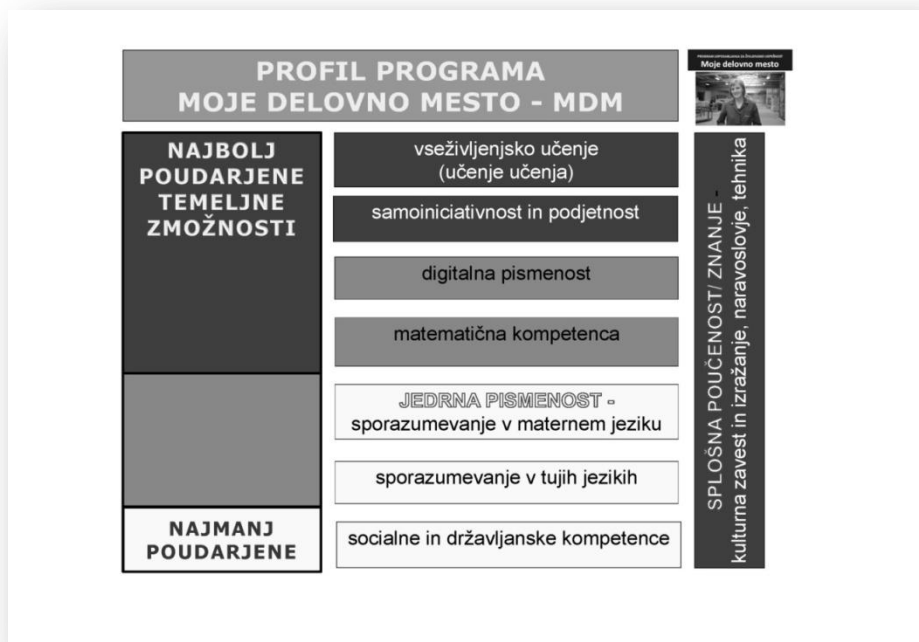 PROFIL PROGRAMA
MOJE DELOVNO MESTO - MDM
Moje delovno mesto
NAJBOLJ
POUDARJENE
TEMELJNE
ZMOŽNOSTI
vseživljenjsko učenje
(učenje učenja)
samoiniciativnost in podjetnost
digitalna pismenost
matematična kompetenca
JEDRNA PISMENOST -
sporazumevanje v maternem jeziku
sporazumevanje v tujih jezikih
NAJMANJ
POUDARJENE
socialne in državljanske kompetence
SPLOŠNA POUČENOST/ ZNANJE -
kulturna zavest in izražanje, naravoslovje, tehnika